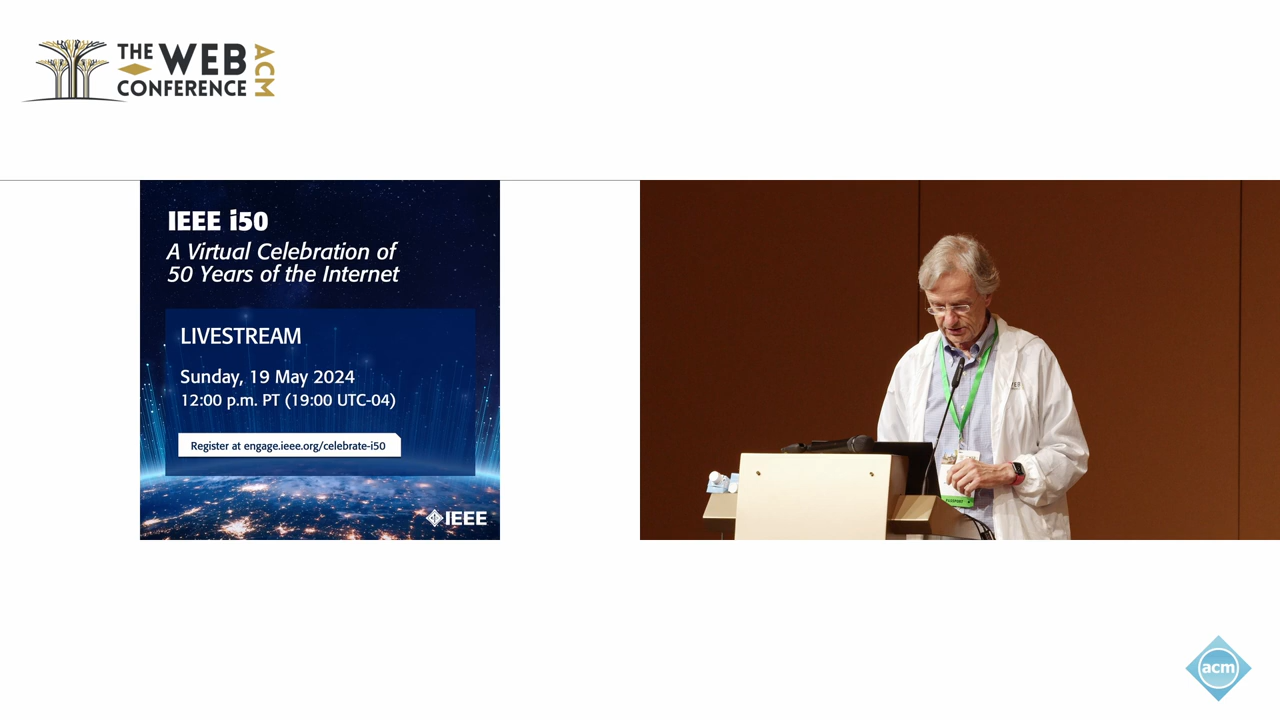 THE WEB
CONFERENCE
ACM
IEEE i50
A Virtual Celebration of
50 Years of the Internet
LIVESTREAM
Sunday, 19 May 2024
12:00 p.m. PT (19:00 UTC-04)
Register at engage.ieee.org/celebrate-i50
IEEE
acm